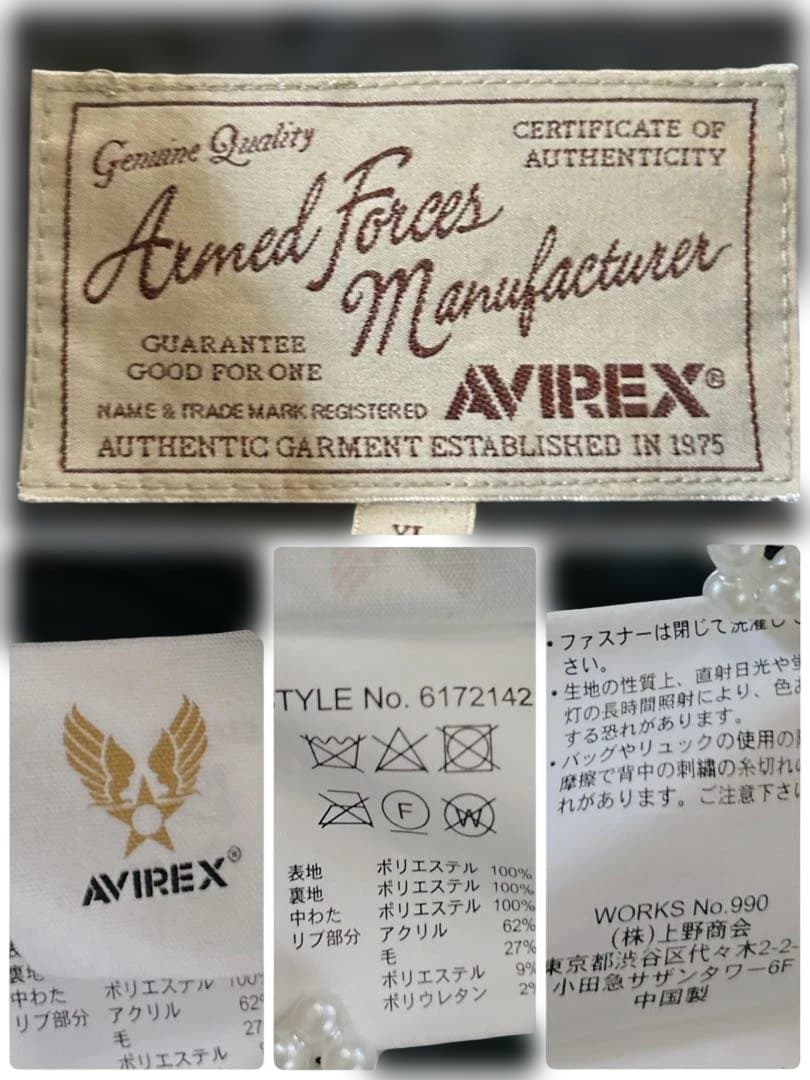 Genuine Quality
CERTIFICATE OF
AUTHENTICITY
Armed Forces
Manufacturer
GUARANTEE
GOOD FOR ONE
AVIREX®
NAME & TRADE MARK REGISTERED
AUTHENTIC GARMENT ESTABLISHED IN 1975
XL
AVIREX®
裏地
中わた ポリエステル 100%
リブ部分 アクリル 62%
毛 27
ポリエステル
STYLE No. 6172142
F
W
表地 ポリエステル 100%
裏地 ポリエステル 100%
中わた ポリエステル 100%
リブ部分 アクリル 62%
毛 27%
ポリエステル 9%
ポリウレタン 2%
・ファスナーは閉じて洗濯して
さい。
・生地の性質上、直射日光や蛍
灯の長時間照射により、色あ
する恐れがあります。
・バッグやリュックの使用の際
摩擦で背中の刺繍の糸切れの
れがあります。ご注意下さい
WORKS No.990
(株)上野商会
東京都渋谷区代々木2-2-
小田急サザンタワー6F
中国製